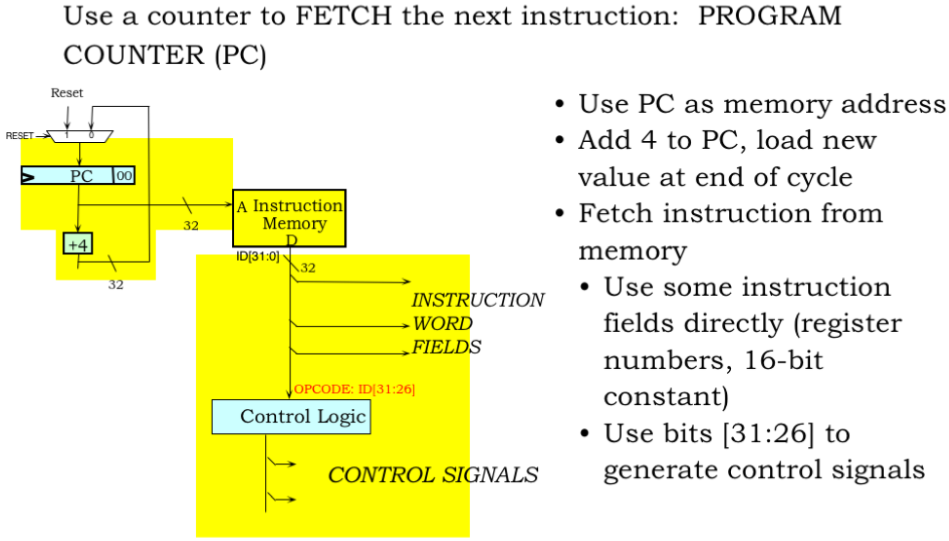 Use a counter to FETCH the next instruction: PROGRAM
COUNTER (PC)
Reset
RESET
1 0
PC 00
32
+4
32
A Instruction
Memory
D
ID[31:0]
32
INSTRUCTION
WORD
FIELDS
OPCODE: ID[31:26]
Control Logic
CONTROL SIGNALS
• Use PC as memory address
• Add 4 to PC, load new
value at end of cycle
• Fetch instruction from
memory
• Use some instruction
fields directly (register
numbers, 16-bit
constant)
• Use bits [31:26] to
generate control signals